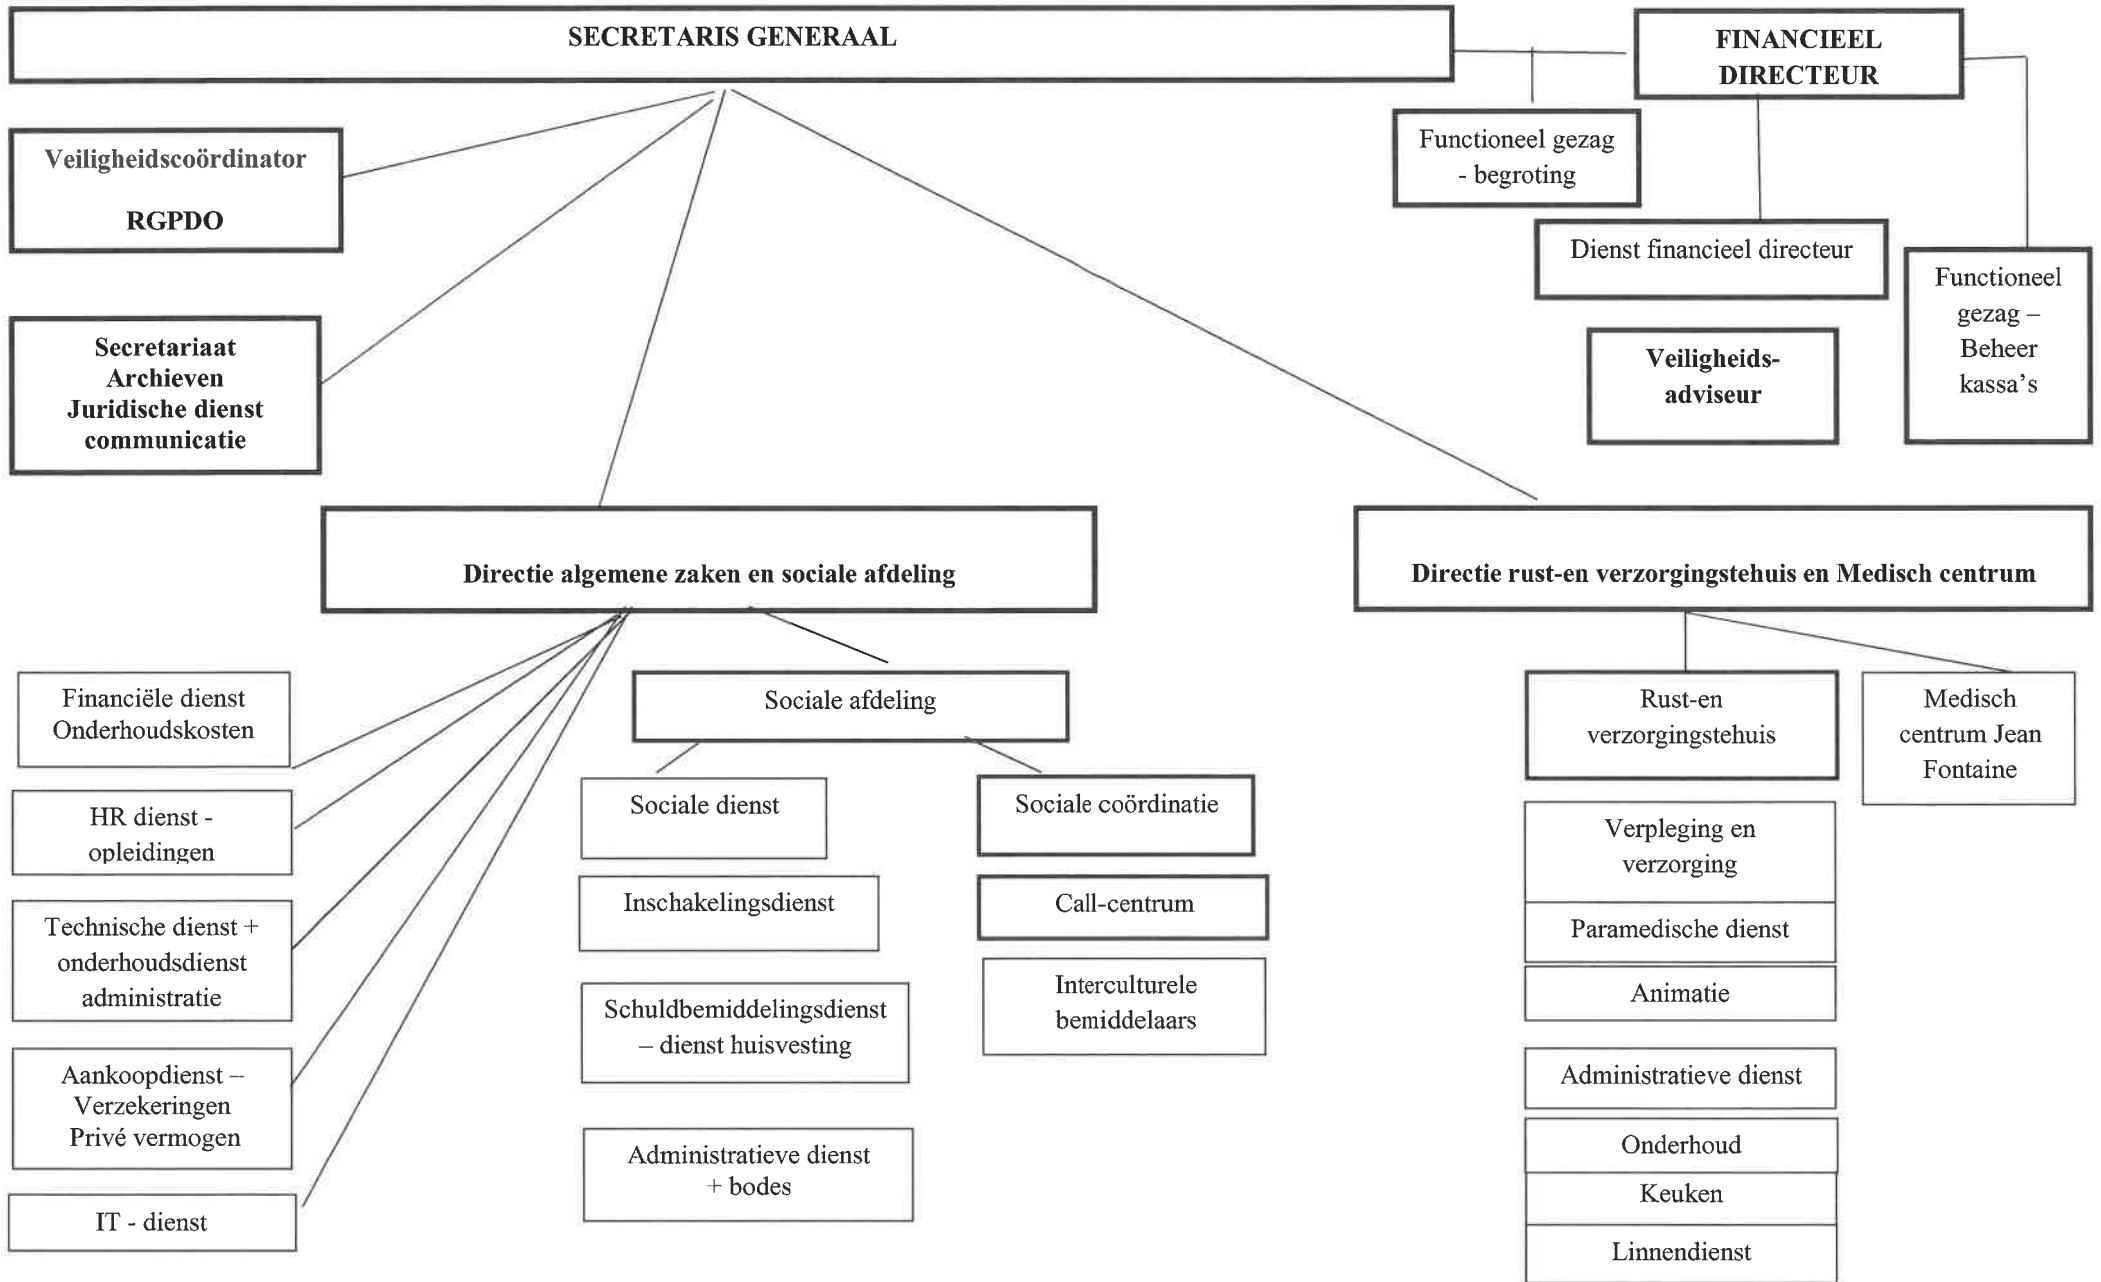 SECRETARIS GENERAAL
FINANCIEEL
DIRECTEUR
Veiligheidscoördinator
RGPDO
Functioneel gezag
- begroting
Dienst financieel directeur
Functioneel
gezag –
Beheer
kassa's
Secretariaat
Archieven
Juridische dienst
communicatie
Veiligheids-
adviseur
Directie algemene zaken en sociale afdeling
Directie rust-en verzorgingstehuis en Medisch centrum
Financiële dienst
Onderhoudskosten
HR dienst -
opleidingen
Technische dienst +
onderhoudsdienst
administratie
Aankoopdienst –
Verzekeringen
Privé vermogen
IT - dienst
Sociale afdeling
Sociale dienst
Inschakelingsdienst
Schuldbemiddelingsdienst
– dienst huisvesting
Administratieve dienst
+ bodes
Sociale coördinatie
Call-centrum
Interculturele
bemiddelaars
Rust-en
verzorgingstehuis
Verpleging en
verzorging
Paramedische dienst
Animatie
Administratieve dienst
Onderhoud
Keuken
Linnendienst
Medisch
centrum Jean
Fontaine